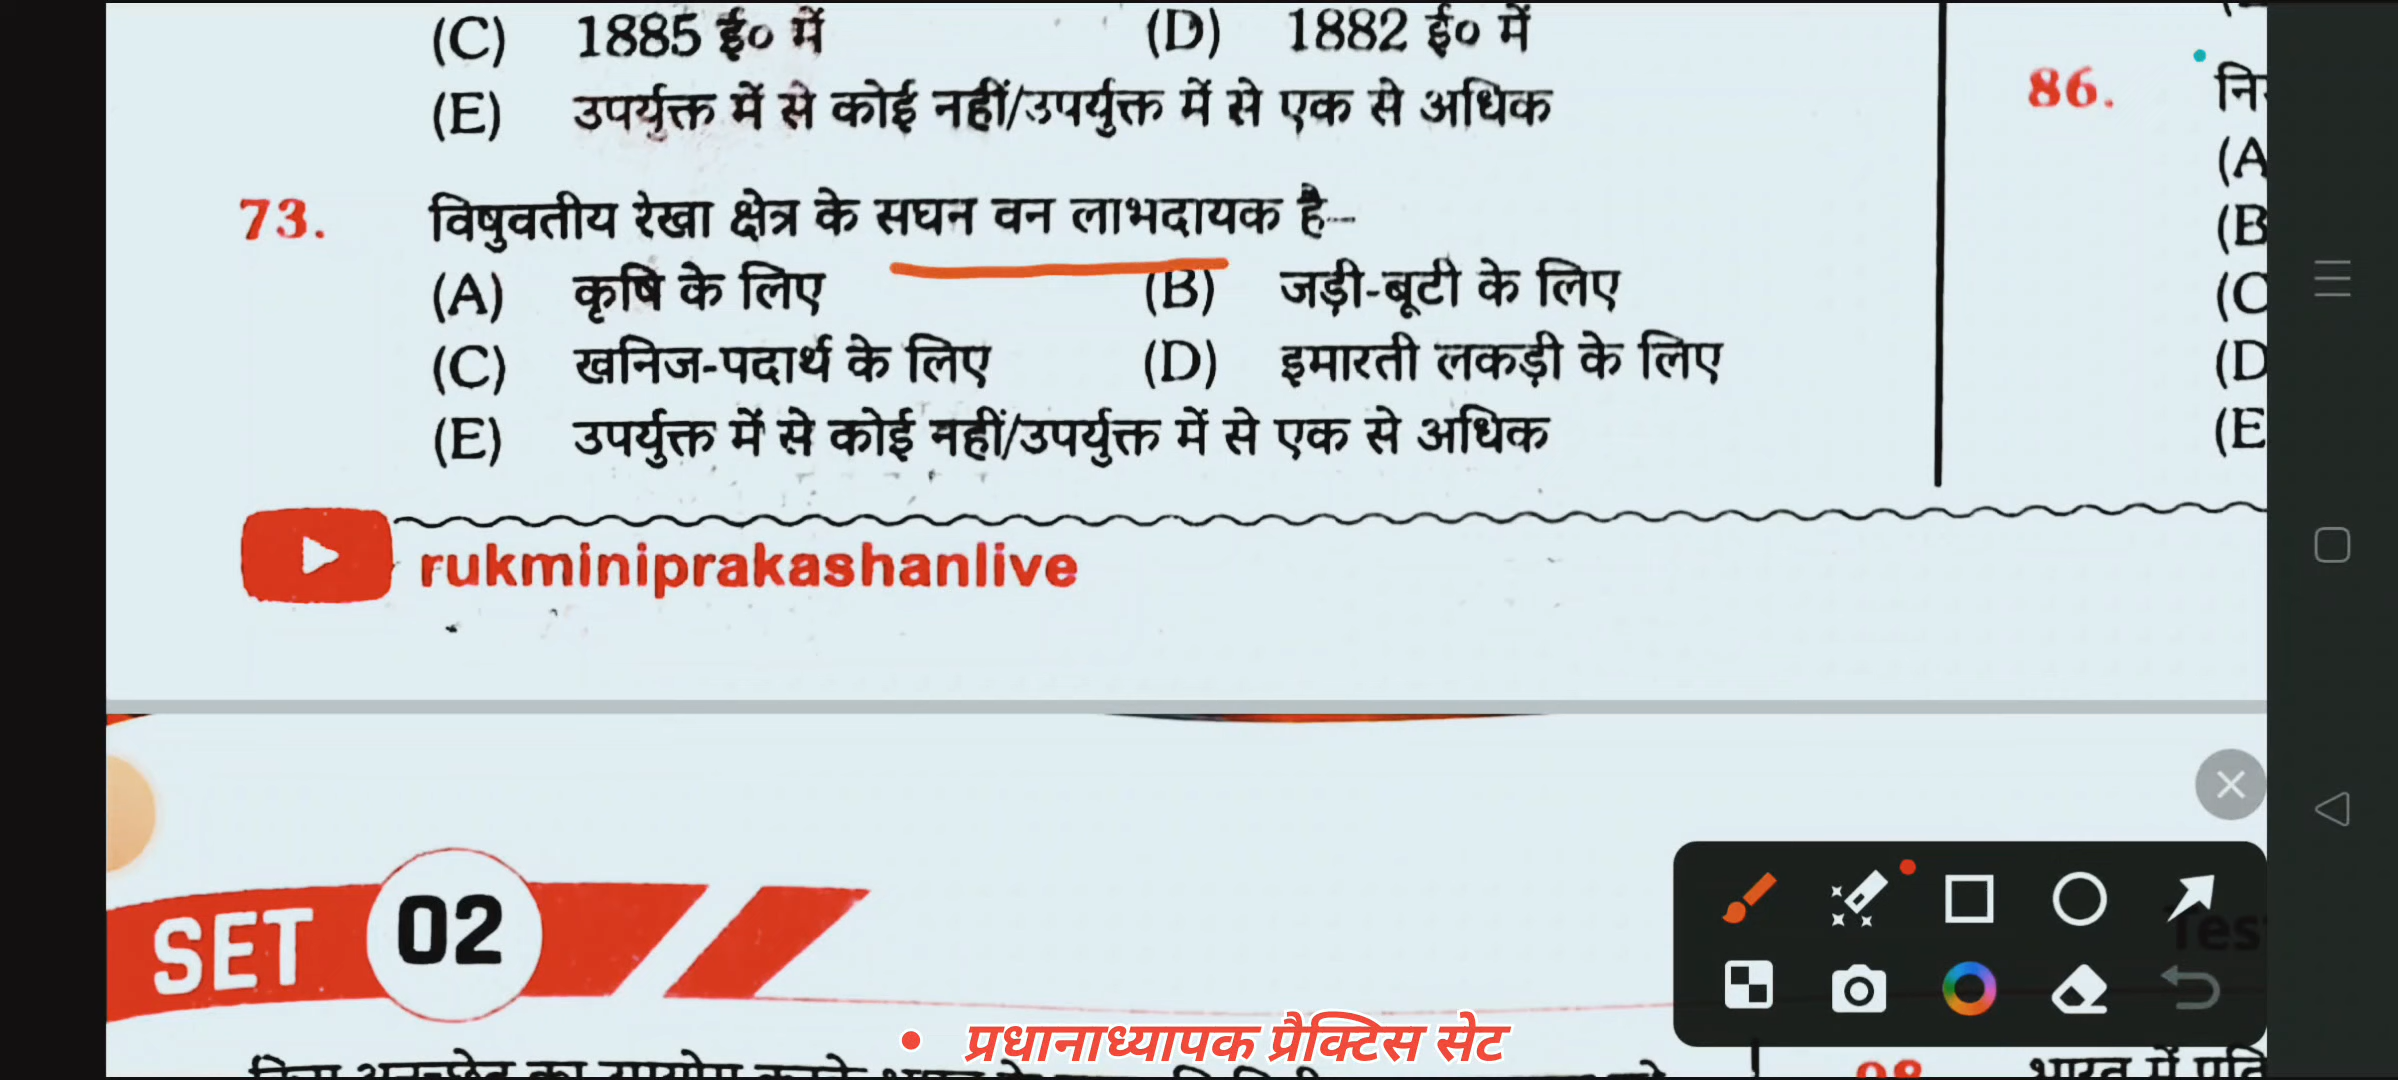 (C) 1885 ई० में (D) 1882 ई० में
(E) उपर्युक्त में से कोई नहीं/उपर्युक्त में से एक से अधिक
73. विषुवतीय रेखा क्षेत्र के सघन वन लाभदायक है–
(A) कृषि के लिए (B) जड़ी-बूटी के लिए
(C) खनिज-पदार्थ के लिए (D) इमारती लकड़ी के लिए
(E) उपर्युक्त में से कोई नहीं/उपर्युक्त में से एक से अधिक
rukminiprakashanlive
86.
(A
(B
(C
(D
(E
SET 02
• प्रधानाध्यापक प्रैक्टिस सेट
भारत में